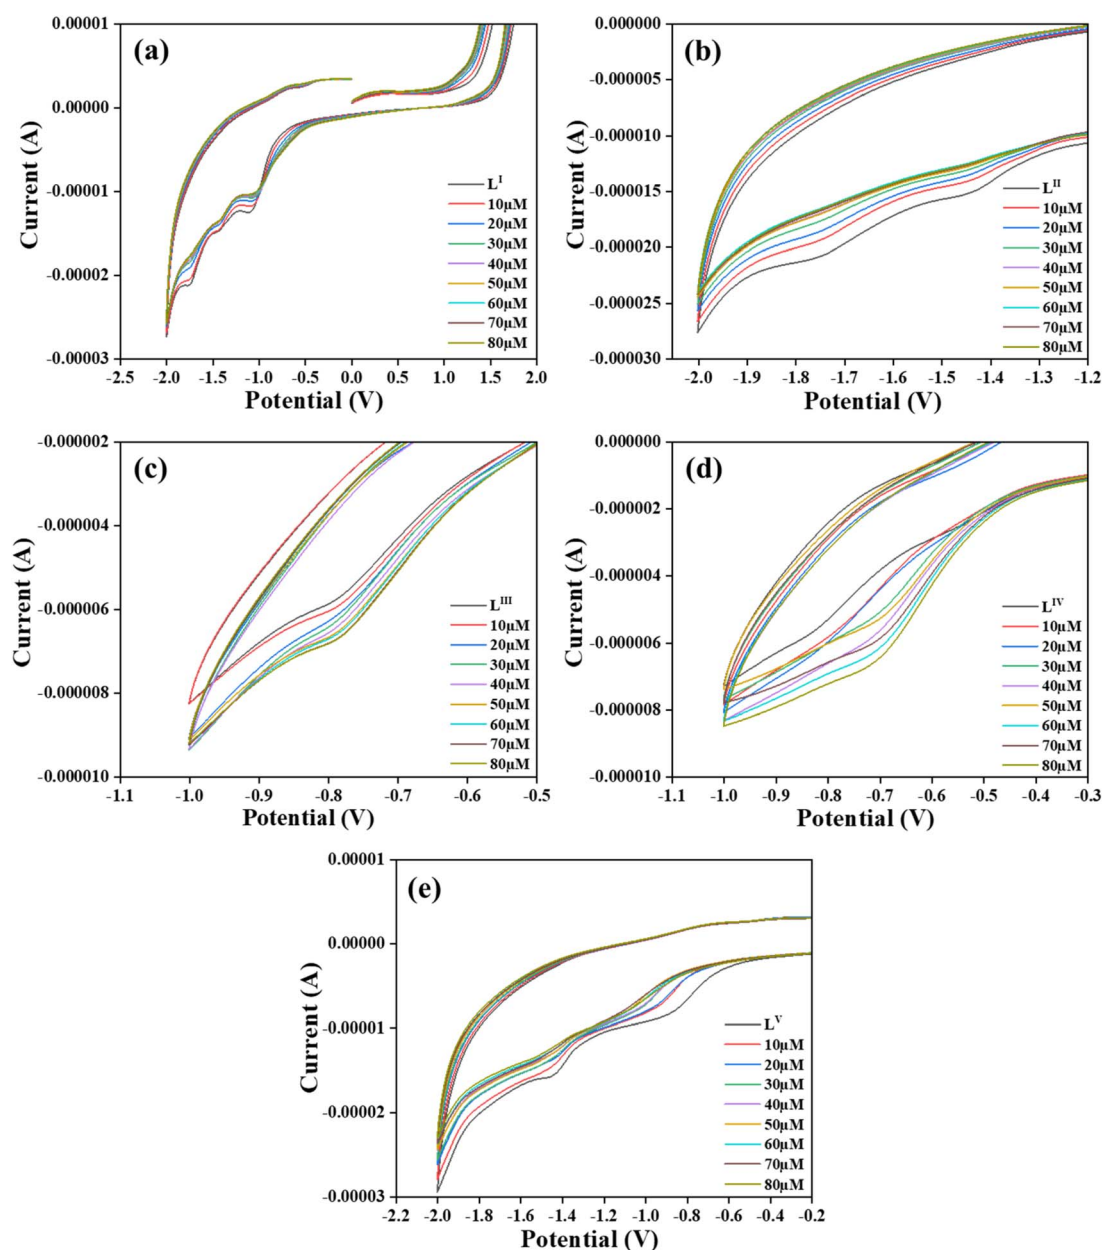 (a)
Current (A)
0.00001
0.00000
-0.00001
-0.00002
-0.00003
-2.5 -2.0 -1.5 -1.0 -0.5 0.0 0.5 1.0 1.5 2.0
Potential (V)
L^I
10µM
20µM
30µM
40µM
50µM
60µM
70µM
80µM
(b)
Current (A)
0.000000
-0.000005
-0.000010
-0.000015
-0.000020
-0.000025
-0.000030
-2.0 -1.9 -1.8 -1.7 -1.6 -1.5 -1.4 -1.3 -1.2
Potential (V)
L^II
10µM
20µM
30µM
40µM
50µM
60µM
70µM
80µM
(c)
Current (A)
-0.000002
-0.000004
-0.000006
-0.000008
-0.000010
-1.1 -1.0 -0.9 -0.8 -0.7 -0.6 -0.5
Potential (V)
L^III
10µM
20µM
30µM
40µM
50µM
60µM
70µM
80µM
(d)
Current (A)
0.000000
-0.000002
-0.000004
-0.000006
-0.000008
-0.000010
-1.1 -1.0 -0.9 -0.8 -0.7 -0.6 -0.5 -0.4 -0.3
Potential (V)
L^IV
10µM
20µM
30µM
40µM
50µM
60µM
70µM
80µM
(e)
Current (A)
0.00001
0.00000
-0.00001
-0.00002
-0.00003
-2.2 -2.0 -1.8 -1.6 -1.4 -1.2 -1.0 -0.8 -0.6 -0.4 -0.2
Potential (V)
L^V
10µM
20µM
30µM
40µM
50µM
60µM
70µM
80µM